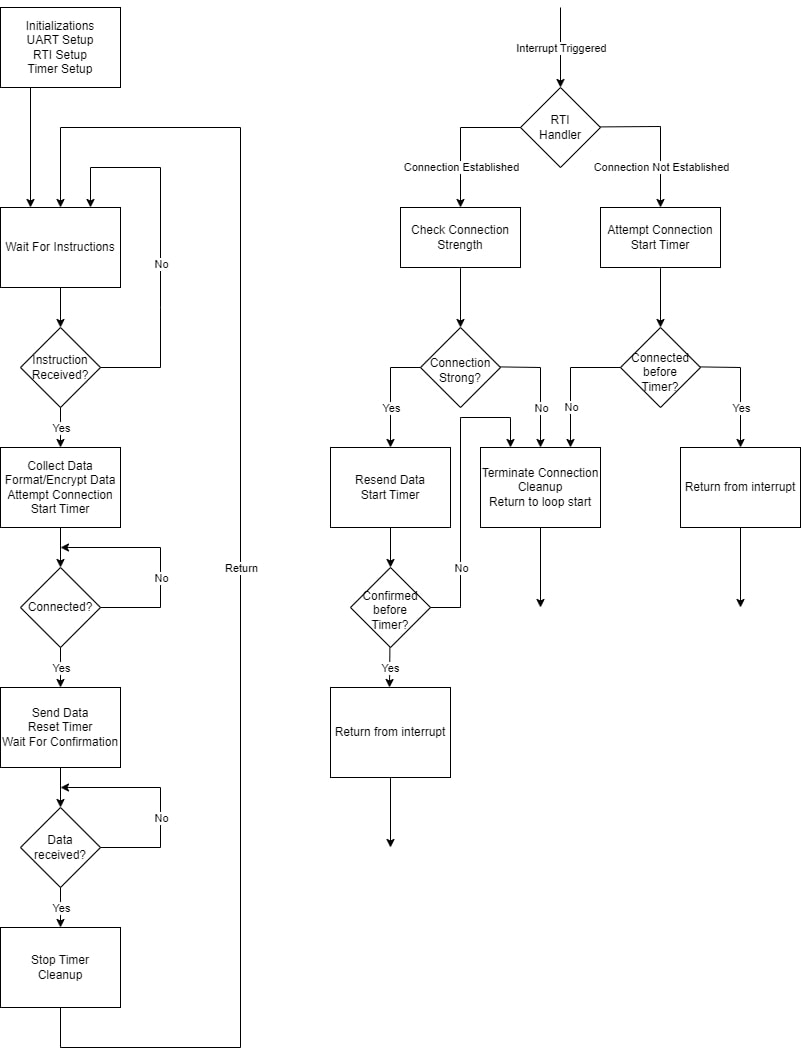 Initializations
UART Setup
RTI Setup
Timer Setup
Wait For Instructions
No
Instruction
Received?
Yes
Collect Data
Format/Encrypt Data
Attempt Connection
Start Timer
No
Connected?
Yes
Send Data
Reset Timer
Wait For Confirmation
No
Data
received?
Yes
Stop Timer
Cleanup
Return
Interrupt Triggered
RTI
Handler
Connection Established
Connection Not Established
Check Connection
Strength
Attempt Connection
Start Timer
Connection
Strong?
Connected
before
Timer?
Yes
No
No
Yes
Resend Data
Start Timer
Terminate Connection
Cleanup
Return to loop start
Return from interrupt
No
Confirmed
before
Timer?
Yes
Return from interrupt